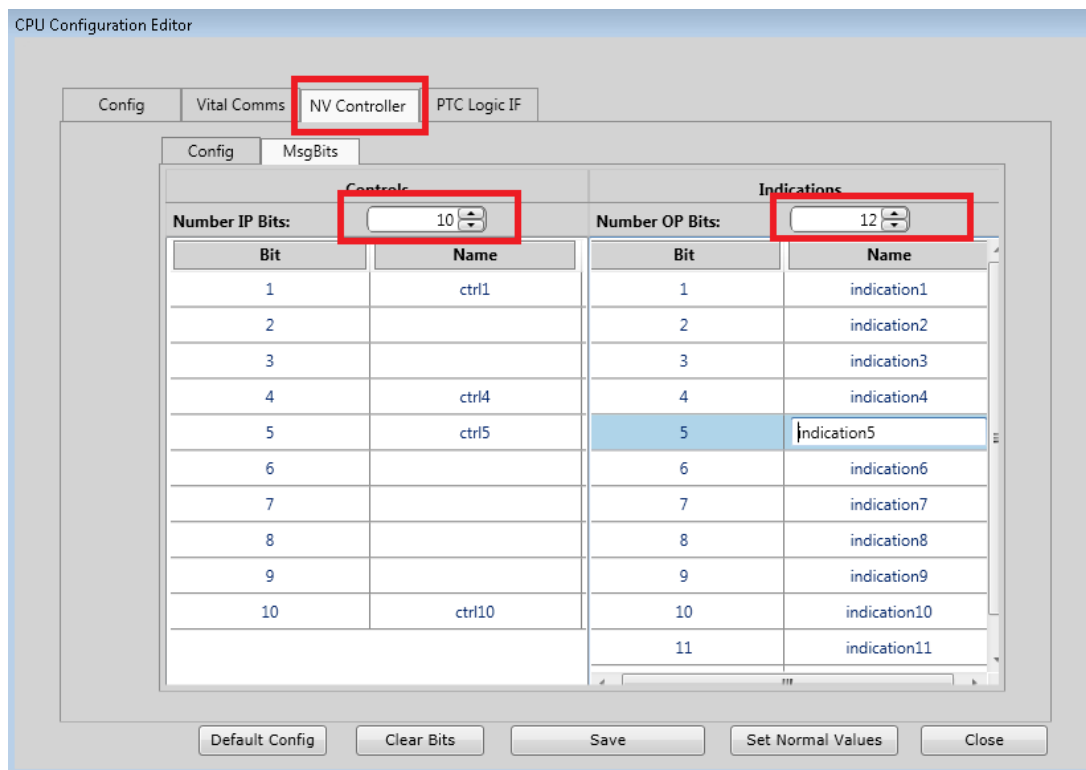 CPU Configuration Editor
Config Vital Comms NV Controller PTC Logic IF
Config MsgBits
Controls Indications
Number IP Bits: 10 Number OP Bits: 12
Bit Name Bit Name
1 ctrl1 1 indication1
2 2 indication2
3 3 indication3
4 ctrl4 4 indication4
5 ctrl5 5 indication5
6 6 indication6
7 7 indication7
8 8 indication8
9 9 indication9
10 ctrl10 10 indication10
11 indication11
Default Config Clear Bits Save Set Normal Values Close